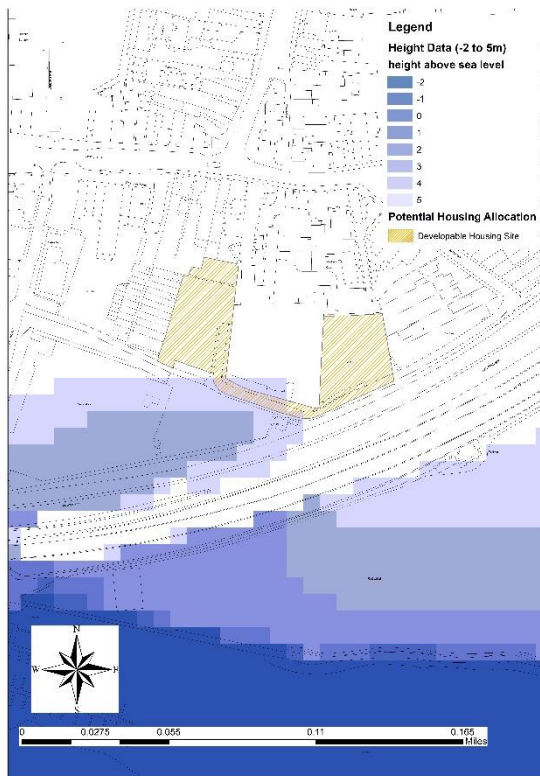 Legend
Height Data (-2 to 5m)
height above sea level
-2
-1
0
1
2
3
4
5
Potential Housing Allocation
Developable Housing Site
N
W E
S
0 0.0275 0.055 0.11 0.165
Miles